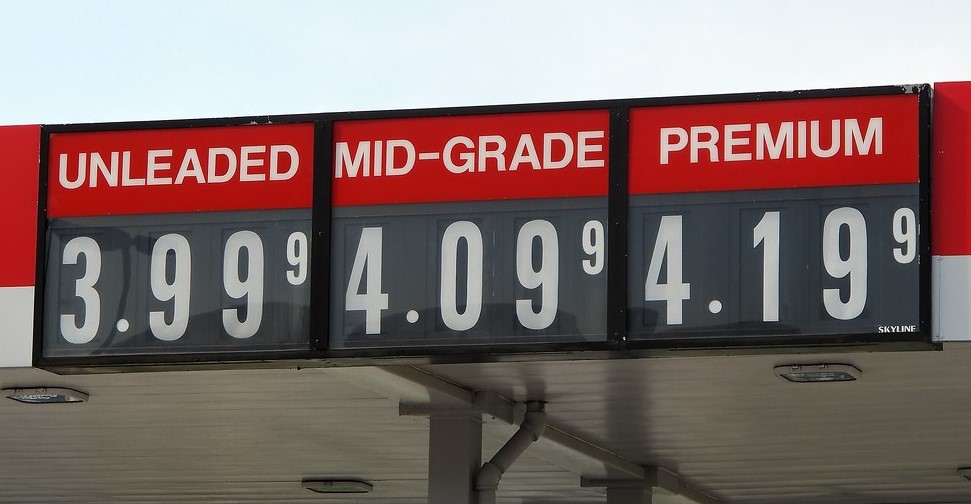 UNLEADED
MID-GRADE
PREMIUM
3.99 9
4.09 9
4.19 9
SKYLINE